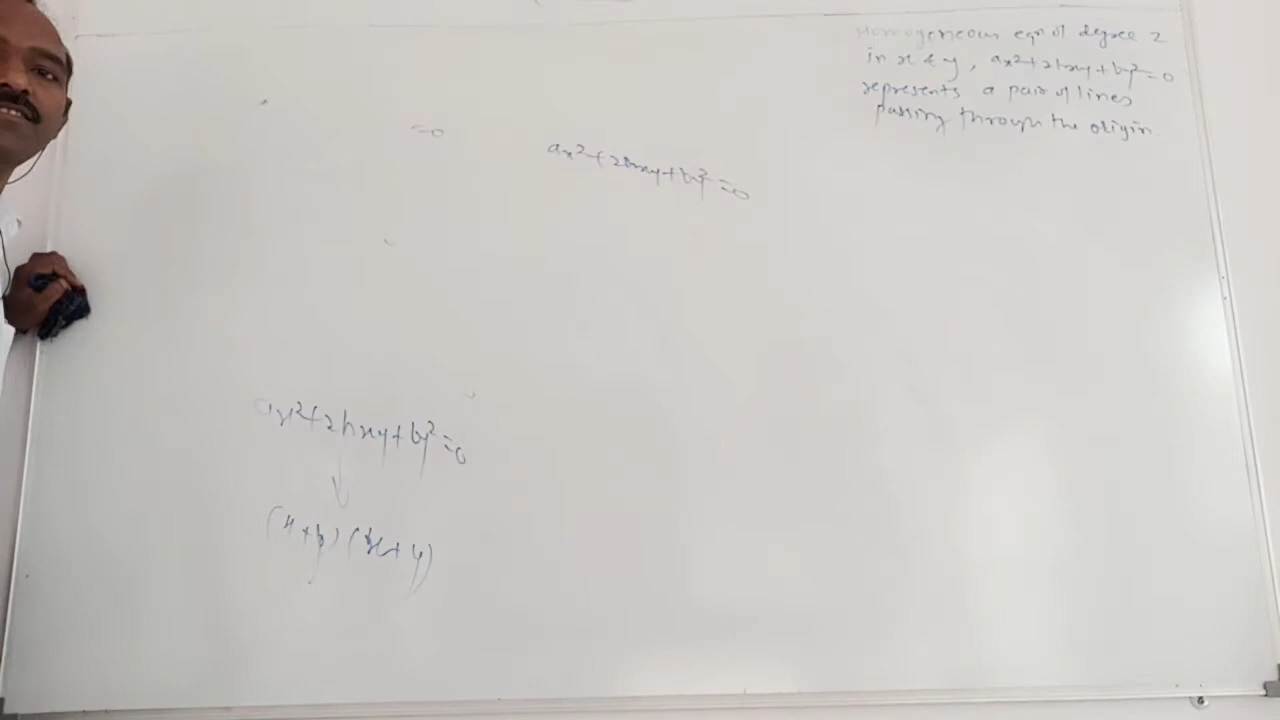 Homogeneous eqn of degree 2
in x & y, ax²+2hxy+by²=0
represents a pair of lines
passing through the origin.
=0
ax²+2hxy+by²=0
ax²+2hxy+by²=0
↓
(x+y)(x+y)